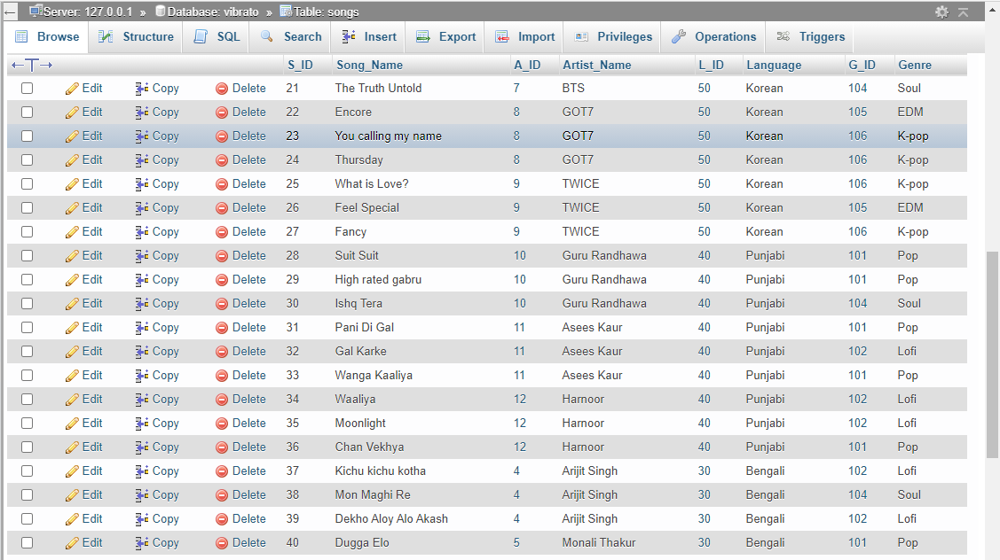 Server: 127.0.0.1 » Database: vibrato » Table: songs
Browse Structure SQL Search Insert Export Import Privileges Operations Triggers
←T→ S_ID Song_Name A_ID Artist_Name L_ID Language G_ID Genre
Edit Copy Delete 21 The Truth Untold 7 BTS 50 Korean 104 Soul
Edit Copy Delete 22 Encore 8 GOT7 50 Korean 105 EDM
Edit Copy Delete 23 You calling my name 8 GOT7 50 Korean 106 K-pop
Edit Copy Delete 24 Thursday 8 GOT7 50 Korean 106 K-pop
Edit Copy Delete 25 What is Love? 9 TWICE 50 Korean 106 K-pop
Edit Copy Delete 26 Feel Special 9 TWICE 50 Korean 105 EDM
Edit Copy Delete 27 Fancy 9 TWICE 50 Korean 106 K-pop
Edit Copy Delete 28 Suit Suit 10 Guru Randhawa 40 Punjabi 101 Pop
Edit Copy Delete 29 High rated gabru 10 Guru Randhawa 40 Punjabi 101 Pop
Edit Copy Delete 30 Ishq Tera 10 Guru Randhawa 40 Punjabi 104 Soul
Edit Copy Delete 31 Pani Di Gal 11 Asees Kaur 40 Punjabi 101 Pop
Edit Copy Delete 32 Gal Karke 11 Asees Kaur 40 Punjabi 102 Lofi
Edit Copy Delete 33 Wanga Kaaliya 11 Asees Kaur 40 Punjabi 101 Pop
Edit Copy Delete 34 Waaliya 12 Harnoor 40 Punjabi 102 Lofi
Edit Copy Delete 35 Moonlight 12 Harnoor 40 Punjabi 102 Lofi
Edit Copy Delete 36 Chan Vekhya 12 Harnoor 40 Punjabi 101 Pop
Edit Copy Delete 37 Kichu kichu kotha 4 Arijit Singh 30 Bengali 102 Lofi
Edit Copy Delete 38 Mon Maghi Re 4 Arijit Singh 30 Bengali 104 Soul
Edit Copy Delete 39 Dekho Aloy Alo Akash 4 Arijit Singh 30 Bengali 102 Lofi
Edit Copy Delete 40 Dugga Elo 5 Monali Thakur 30 Bengali 101 Pop